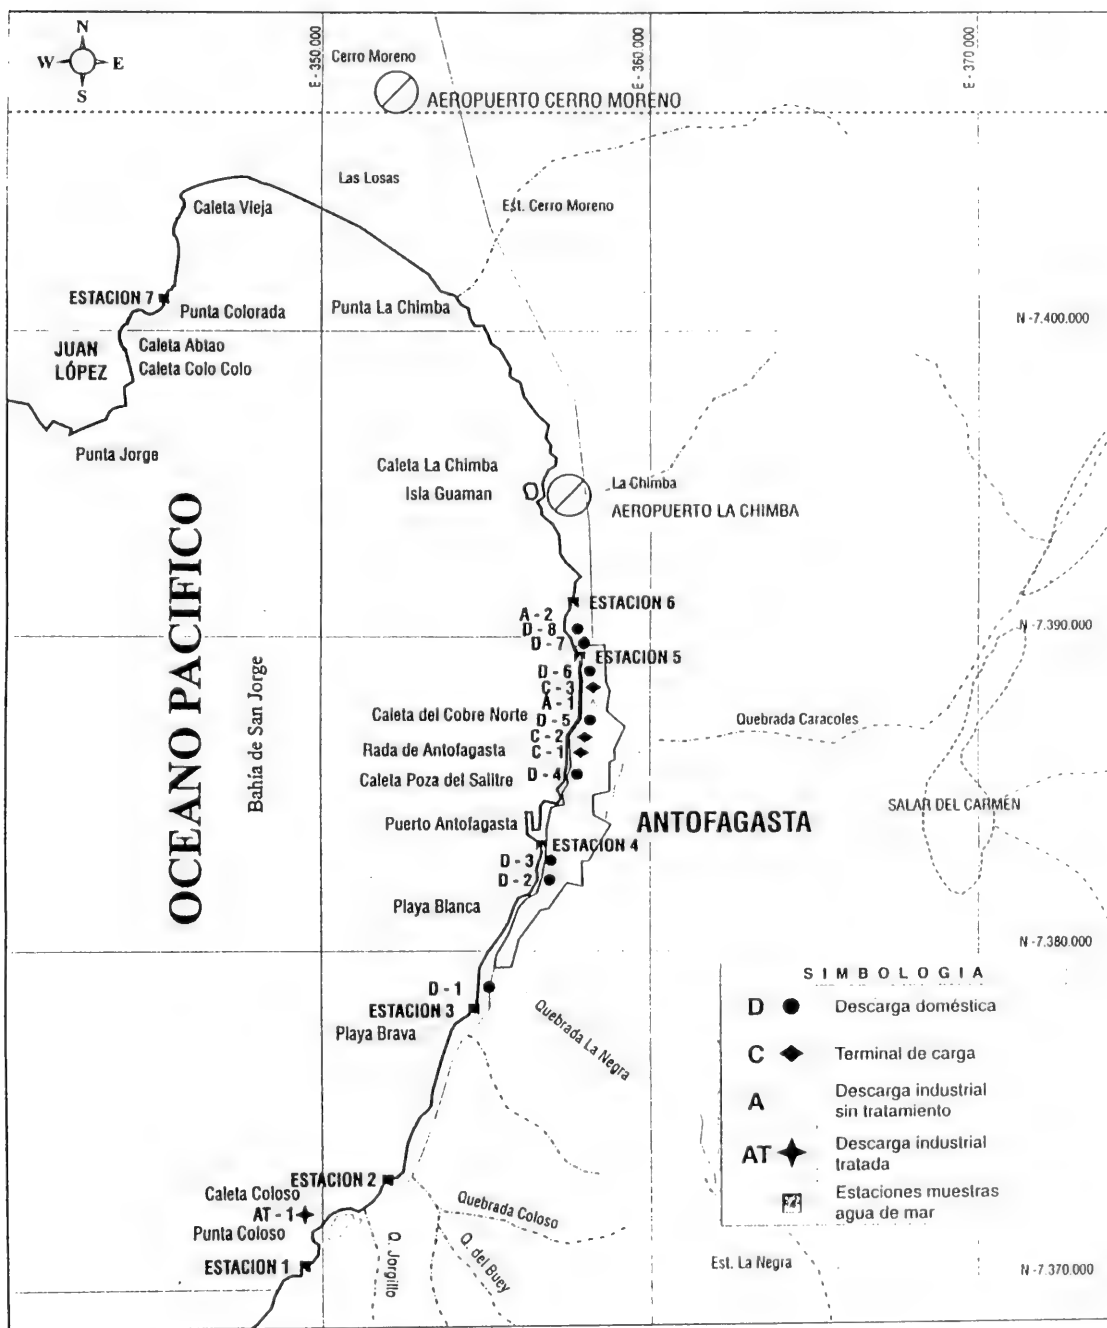 N
W
E
S
E - 350.000
E - 360.000
E - 370.000
Cerro Moreno
AEROPUERTO CERRO MORENO
Las Losas
Caleta Vieja
Est. Cerro Moreno
ESTACION 7
Punta Colorada
Punta La Chimba
N -7.400.000
JUAN
LÓPEZ
Caleta Abtao
Caleta Colo Colo
Punta Jorge
Caleta La Chimba
Isla Guaman
La Chimba
AEROPUERTO LA CHIMBA
OCEANO PACIFICO
Bahía de San Jorge
ESTACION 6
A - 2
D - 8
D - 7
N -7.390.000
ESTACION 5
D - 6
C - 3
A - 1
Caleta del Cobre Norte
D - 5
Quebrada Caracoles
C - 2
Rada de Antofagasta
C - 1
Caleta Poza del Salitre
D - 4
SALAR DEL CARMÉN
Puerto Antofagasta
ANTOFAGASTA
ESTACION 4
D - 3
D - 2
Playa Blanca
N -7.380.000
D - 1
ESTACION 3
Playa Brava
Quebrada La Negra
ESTACION 2
Caleta Coloso
AT - 1
Punta Coloso
Quebrada Coloso
Q. Jorgillo
Q. del Buey
ESTACION 1
Est. La Negra
N -7.370.000
SIMBOLOGIA
D Descarga doméstica
C Terminal de carga
A Descarga industrial
sin tratamiento
AT Descarga industrial
tratada
Estaciones muestras
agua de mar